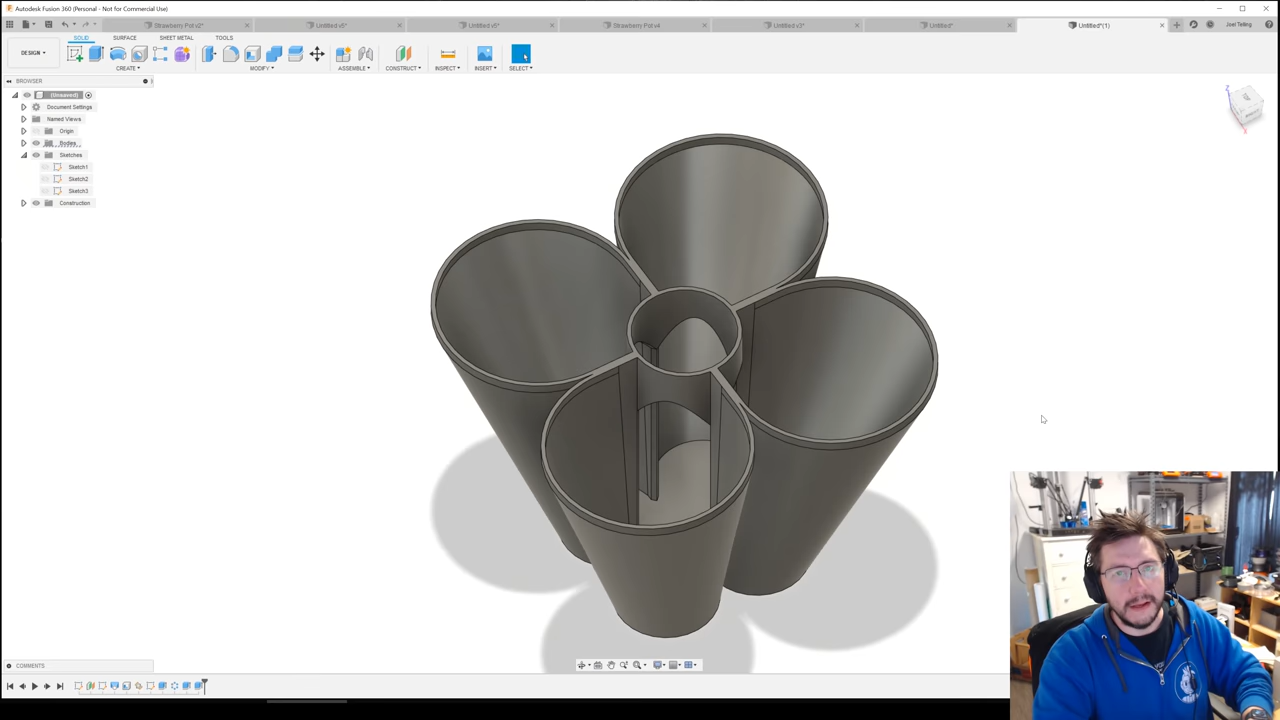 Autodesk Fusion 360 (Personal - Not for Commercial Use)
Strawberry Pot v2*
Untitled v5*
Untitled v5*
Strawberry Pot v4
Untitled v3*
Untitled*
Untitled*(1)
Joel Telling
SOLID SURFACE SHEET METAL TOOLS
DESIGN
CREATE
MODIFY
ASSEMBLE
CONSTRUCT
INSPECT
INSERT
SELECT
BROWSER
(Unsaved)
Document Settings
Named Views
Origin
Bodies
Sketches
Sketch1
Sketch2
Sketch3
Construction
Z
X
COMMENTS